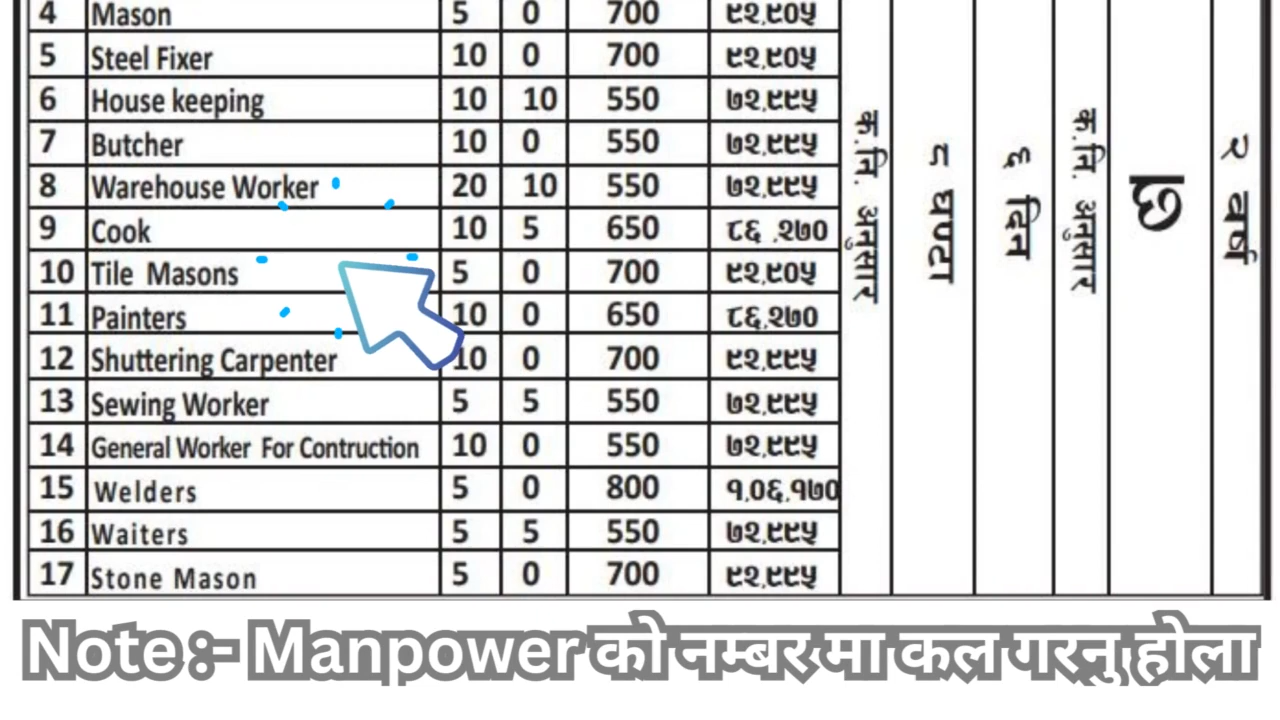 4 Mason 5 0 700 ९२,९०५
5 Steel Fixer 10 0 700 ९२,९०५
6 House keeping 10 10 550 ७२,९९५
7 Butcher 10 0 550 ७२,९९५
8 Warehouse Worker 20 10 550 ७२,९९५
9 Cook 10 5 650 ८६ ,२७०
10 Tile Masons 5 0 700 ९२,९०५
11 Painters 10 0 650 ८६,२७०
12 Shuttering Carpenter 10 0 700 ९२,९९५
13 Sewing Worker 5 5 550 ७२,९९५
14 General Worker For Contruction 10 0 550 ७२,९९५
15 Welders 5 0 800 १,०६,१७०
16 Waiters 5 5 550 ७२,९९५
17 Stone Mason 5 0 700 ९२,९९५
क.नि. अनुसार
८ घण्टा
६ दिन
क.नि. अनुसार
छ
२ वर्ष
Note :- Manpower को नम्बर मा कल गरनु होला